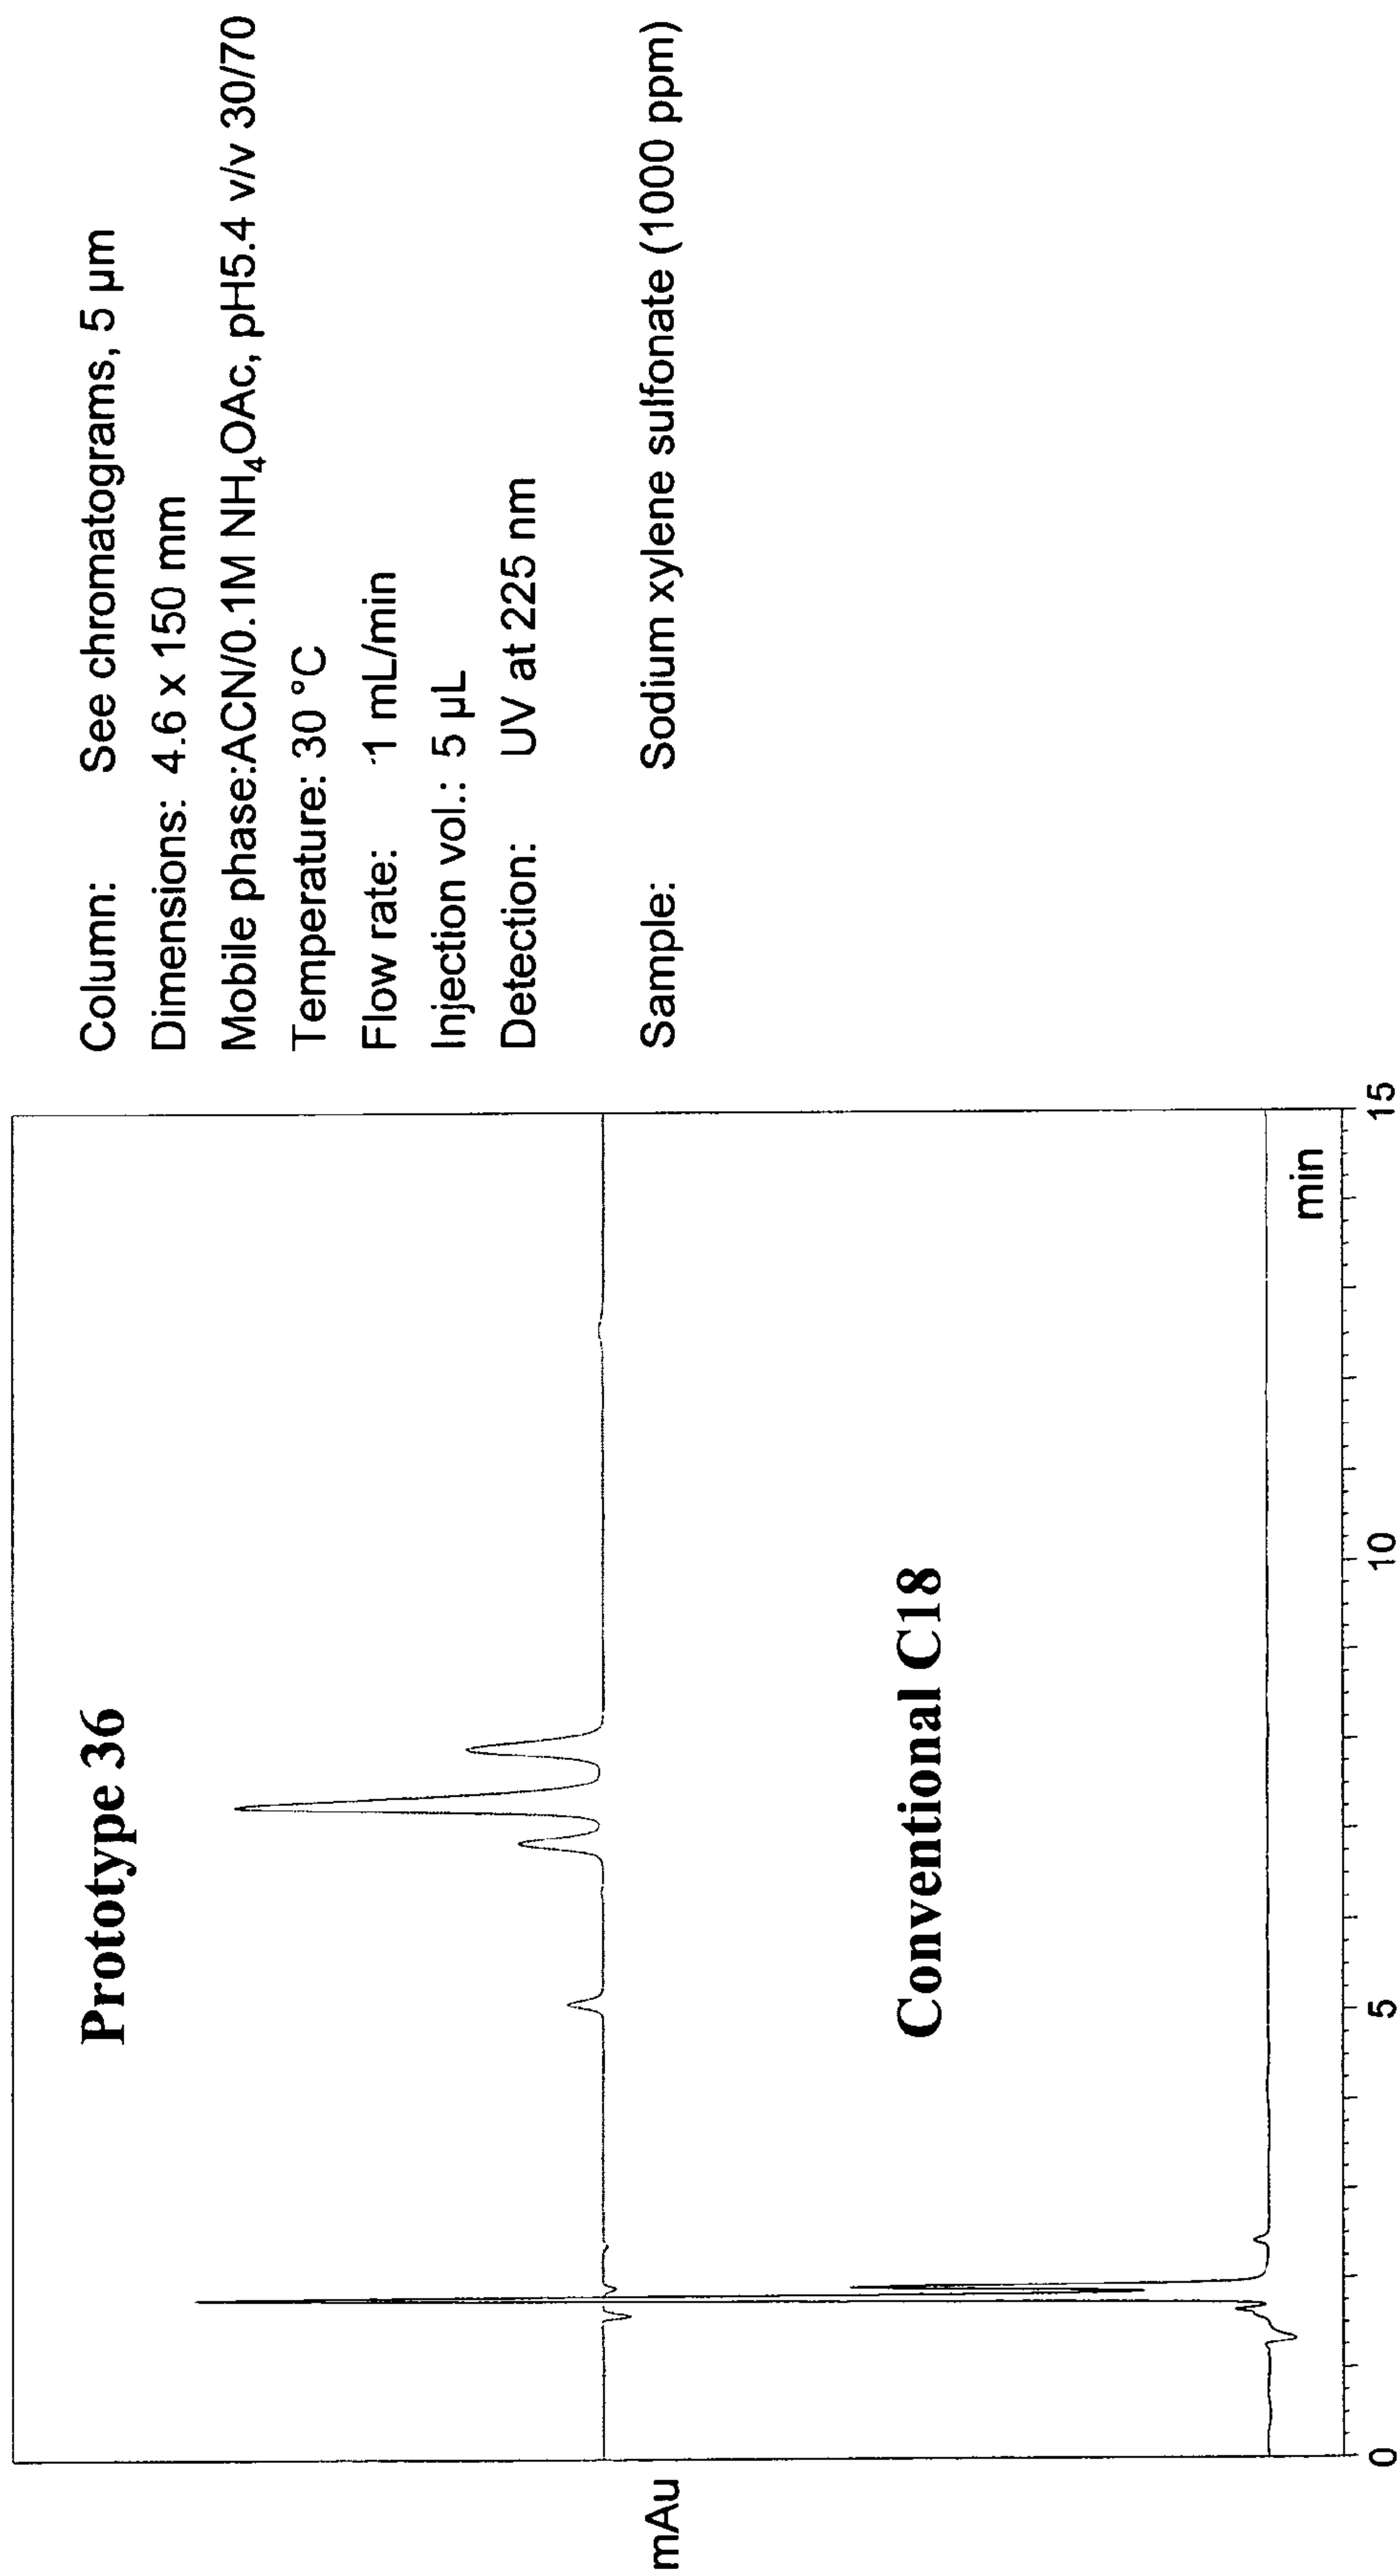 Column: See chromatograms, 5 µm
Dimensions: 4.6 x 150 mm
Mobile phase:ACN/0.1M NH₄OAc, pH5.4 v/v 30/70
Temperature: 30 °C
Flow rate: 1 mL/min
Injection vol.: 5 µL
Detection: UV at 225 nm
Sample: Sodium xylene sulfonate (1000 ppm)
Prototype 36
mAu
Conventional C18
min
0 5 10 15